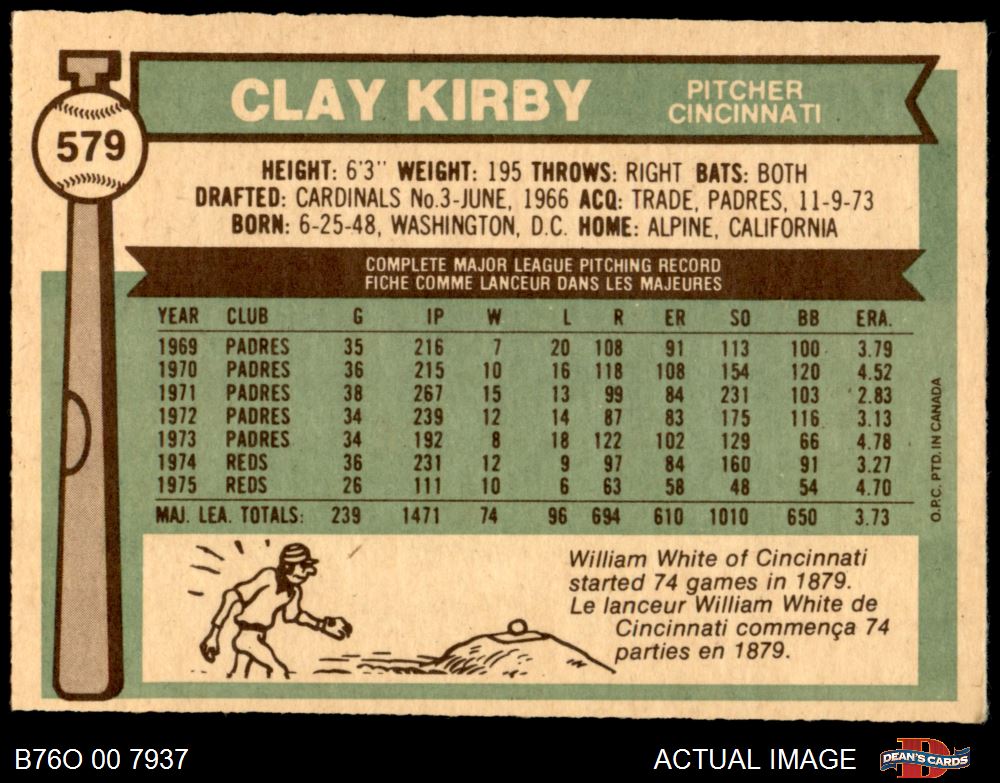 CLAY KIRBY
PITCHER
CINCINNATI
579
HEIGHT: 6'3" WEIGHT: 195 THROWS: RIGHT BATS: BOTH
DRAFTED: CARDINALS No.3-JUNE, 1966 ACQ: TRADE, PADRES, 11-9-73
BORN: 6-25-48, WASHINGTON, D.C. HOME: ALPINE, CALIFORNIA
COMPLETE MAJOR LEAGUE PITCHING RECORD
FICHE COMME LANCEUR DANS LES MAJEURES
YEAR CLUB G IP W L R ER SO BB ERA.
1969 PADRES 35 216 7 20 108 91 113 100 3.79
1970 PADRES 36 215 10 16 118 108 154 120 4.52
1971 PADRES 38 267 15 13 99 84 231 103 2.83
1972 PADRES 34 239 12 14 87 83 175 116 3.13
1973 PADRES 34 192 8 18 122 102 129 66 4.78
1974 REDS 36 231 12 9 97 84 160 91 3.27
1975 REDS 26 111 10 6 63 58 48 54 4.70
MAJ. LEA. TOTALS: 239 1471 74 96 694 610 1010 650 3.73
O.P.C. PTD. IN CANADA
William White of Cincinnati
started 74 games in 1879.
Le lanceur William White de
Cincinnati commença 74
parties en 1879.
B76O 00 7937
ACTUAL IMAGE
D
DEAN'S CARDS